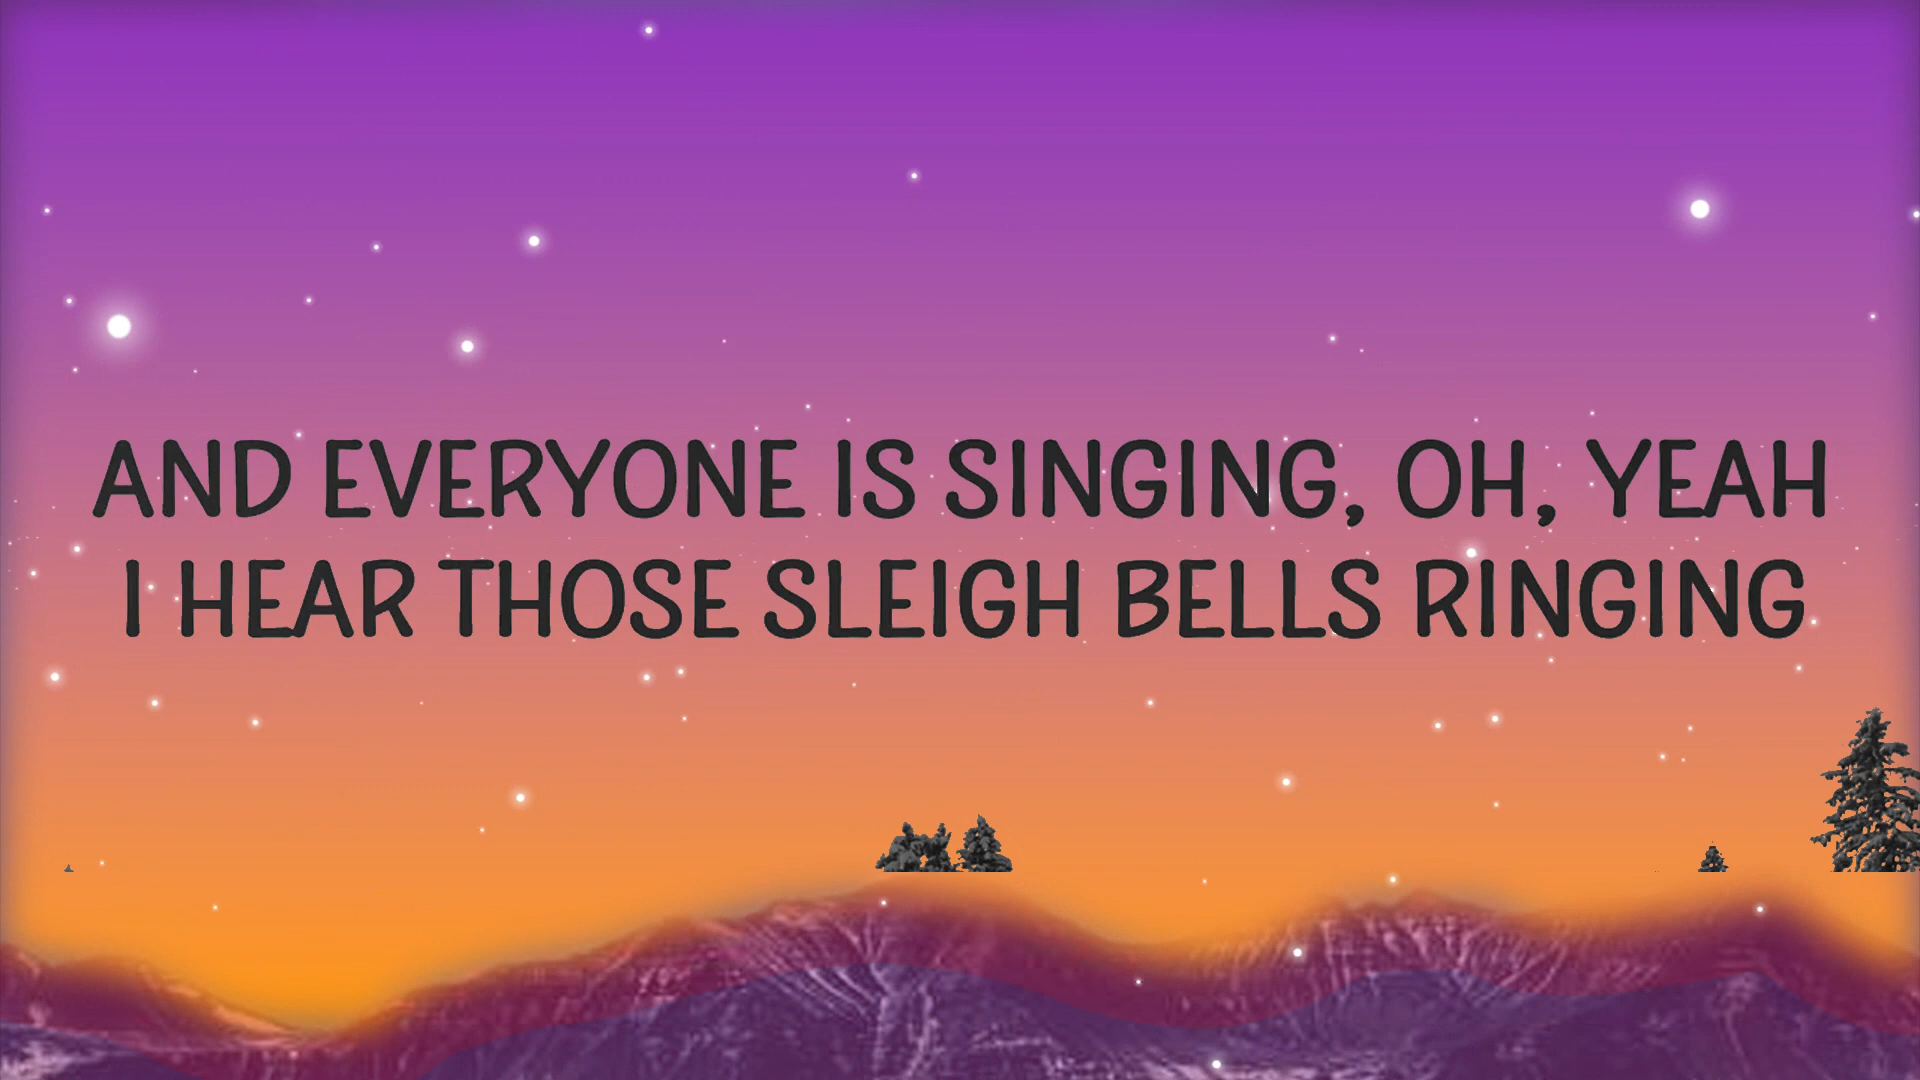 AND EVERYONE IS SINGING, OH, YEAH
I HEAR THOSE SLEIGH BELLS RINGING